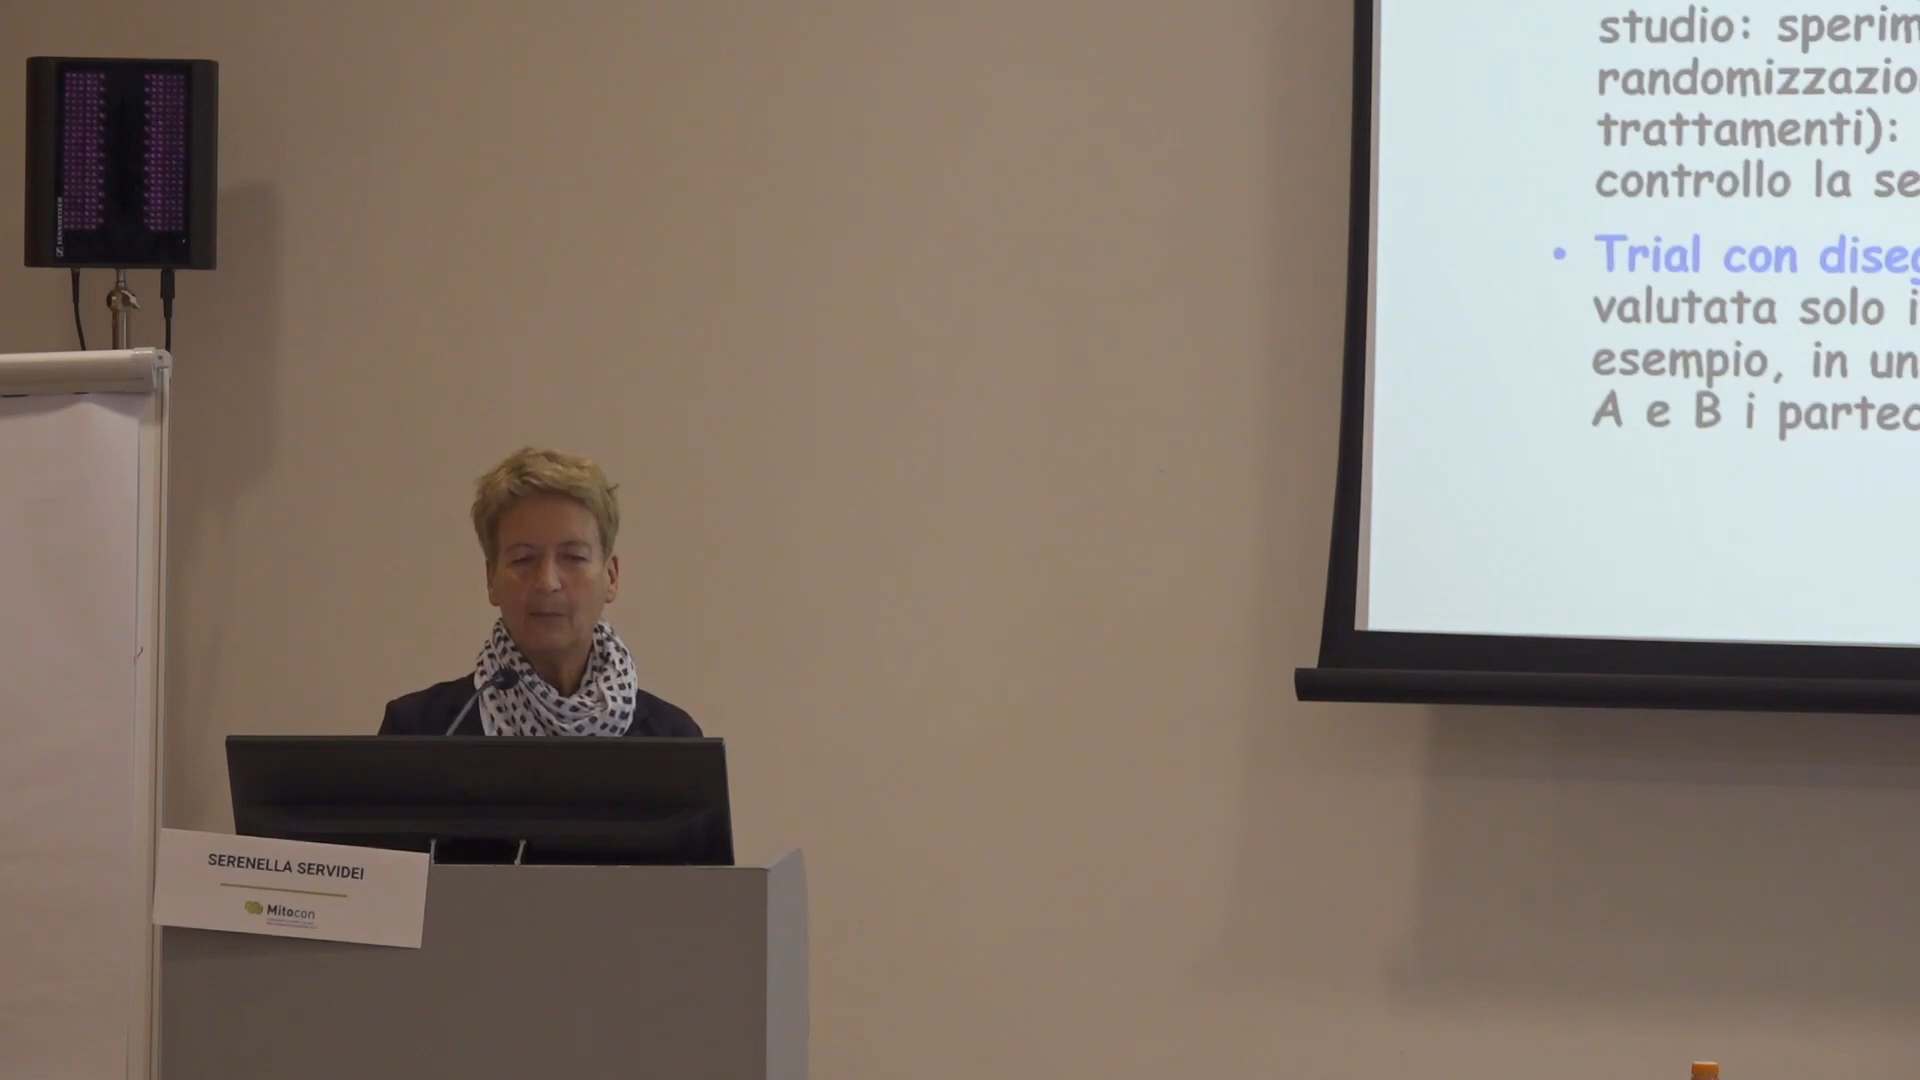 SENNHEISER
studio: sperim
randomizzazio
trattamenti):
controllo la se
• Trial con diseg
valutata solo i
esempio, in un
A e B i partec
SERENELLA SERVIDEI
Mitocon